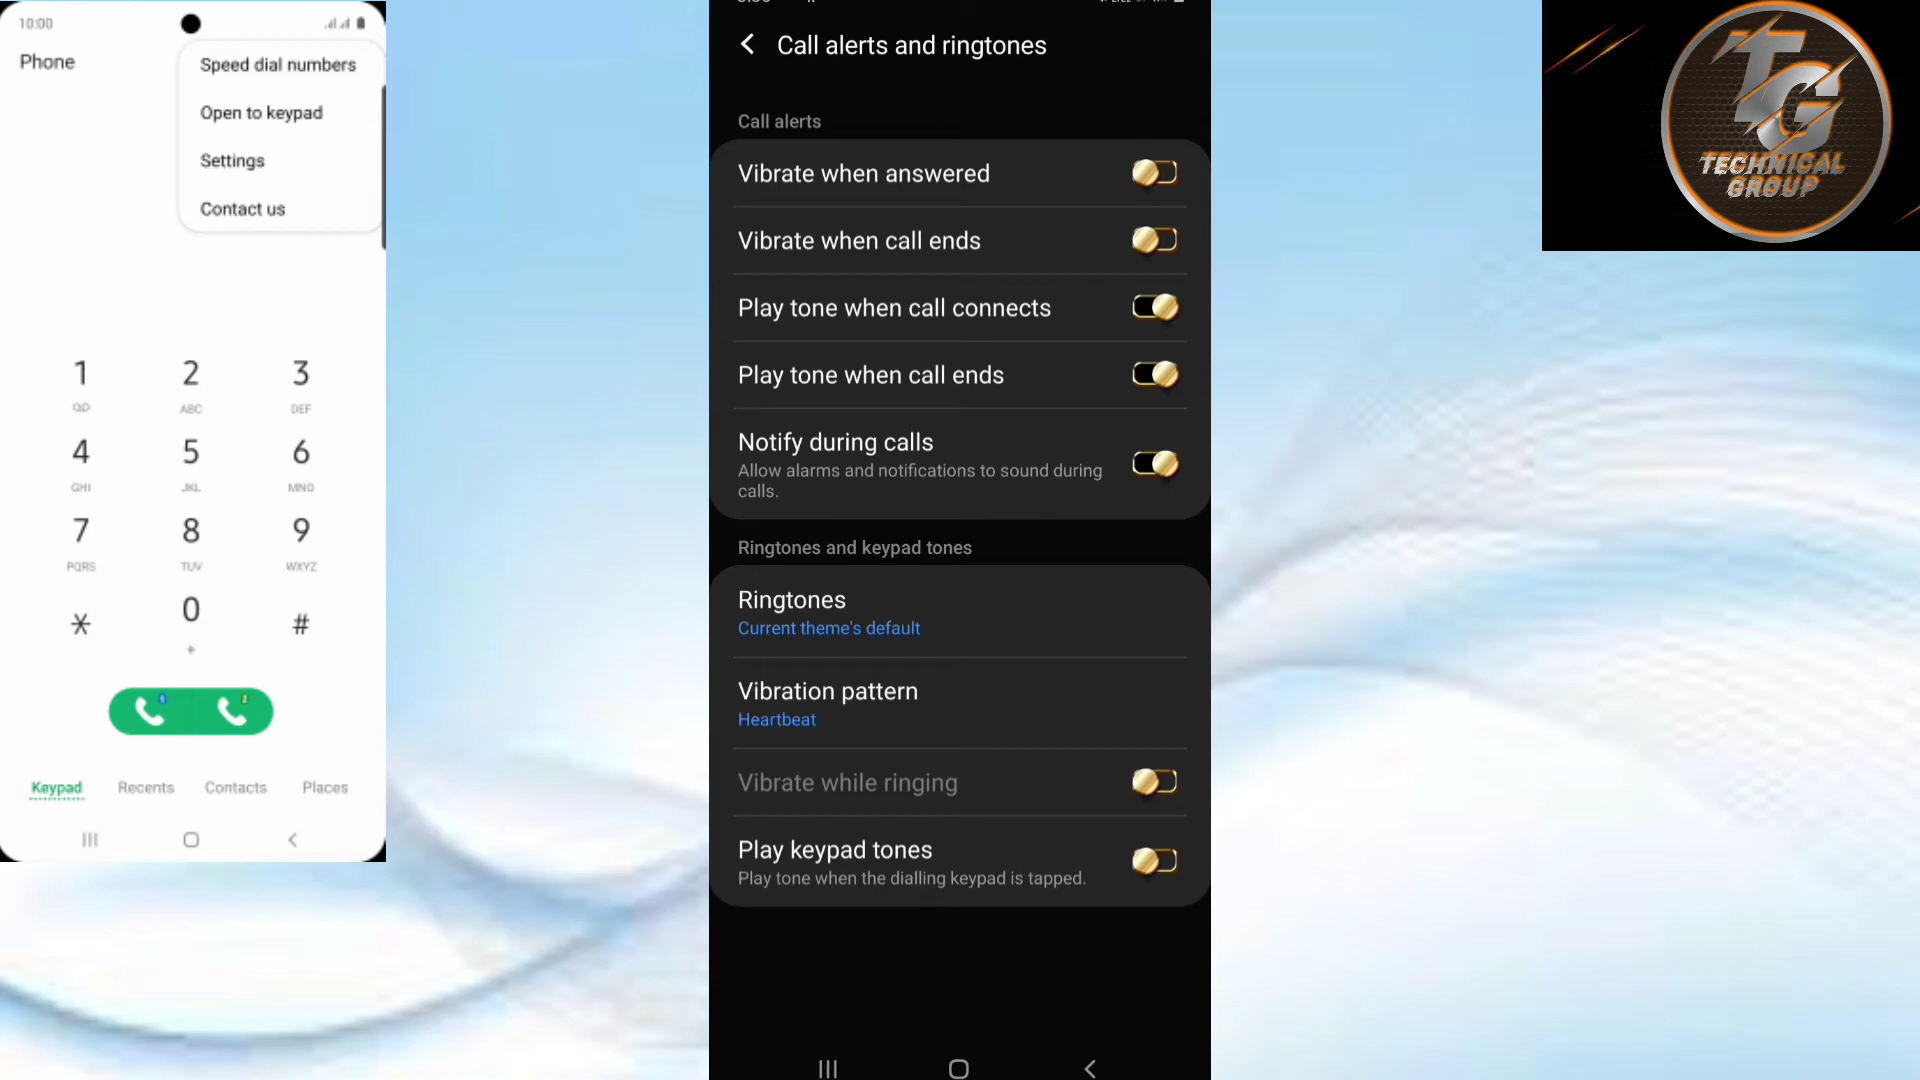 10:00
Phone
Speed dial numbers
Open to keypad
Settings
Contact us
1
2
3
ABC
DEF
4
5
6
GHI
JKL
MNO
7
8
9
PQRS
TUV
WXYZ
*
0
#
+
Keypad
Recents
Contacts
Places
Call alerts and ringtones
Call alerts
Vibrate when answered
Vibrate when call ends
Play tone when call connects
Play tone when call ends
Notify during calls
Allow alarms and notifications to sound during
calls.
Ringtones and keypad tones
Ringtones
Current theme's default
Vibration pattern
Heartbeat
Vibrate while ringing
Play keypad tones
Play tone when the dialling keypad is tapped.
TG
TECHNICAL
GROUP